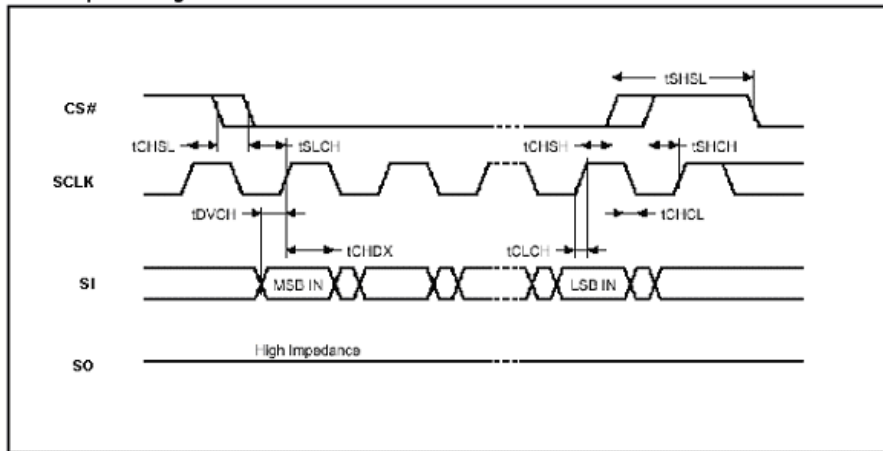 tSHSL
CS#
tCHSL
tSLCH
tCHSH
tSHCH
SCLK
tDVCH
tCHCL
tCHDX
tCLCH
SI
MSB IN
LSB IN
High Impedance
SO